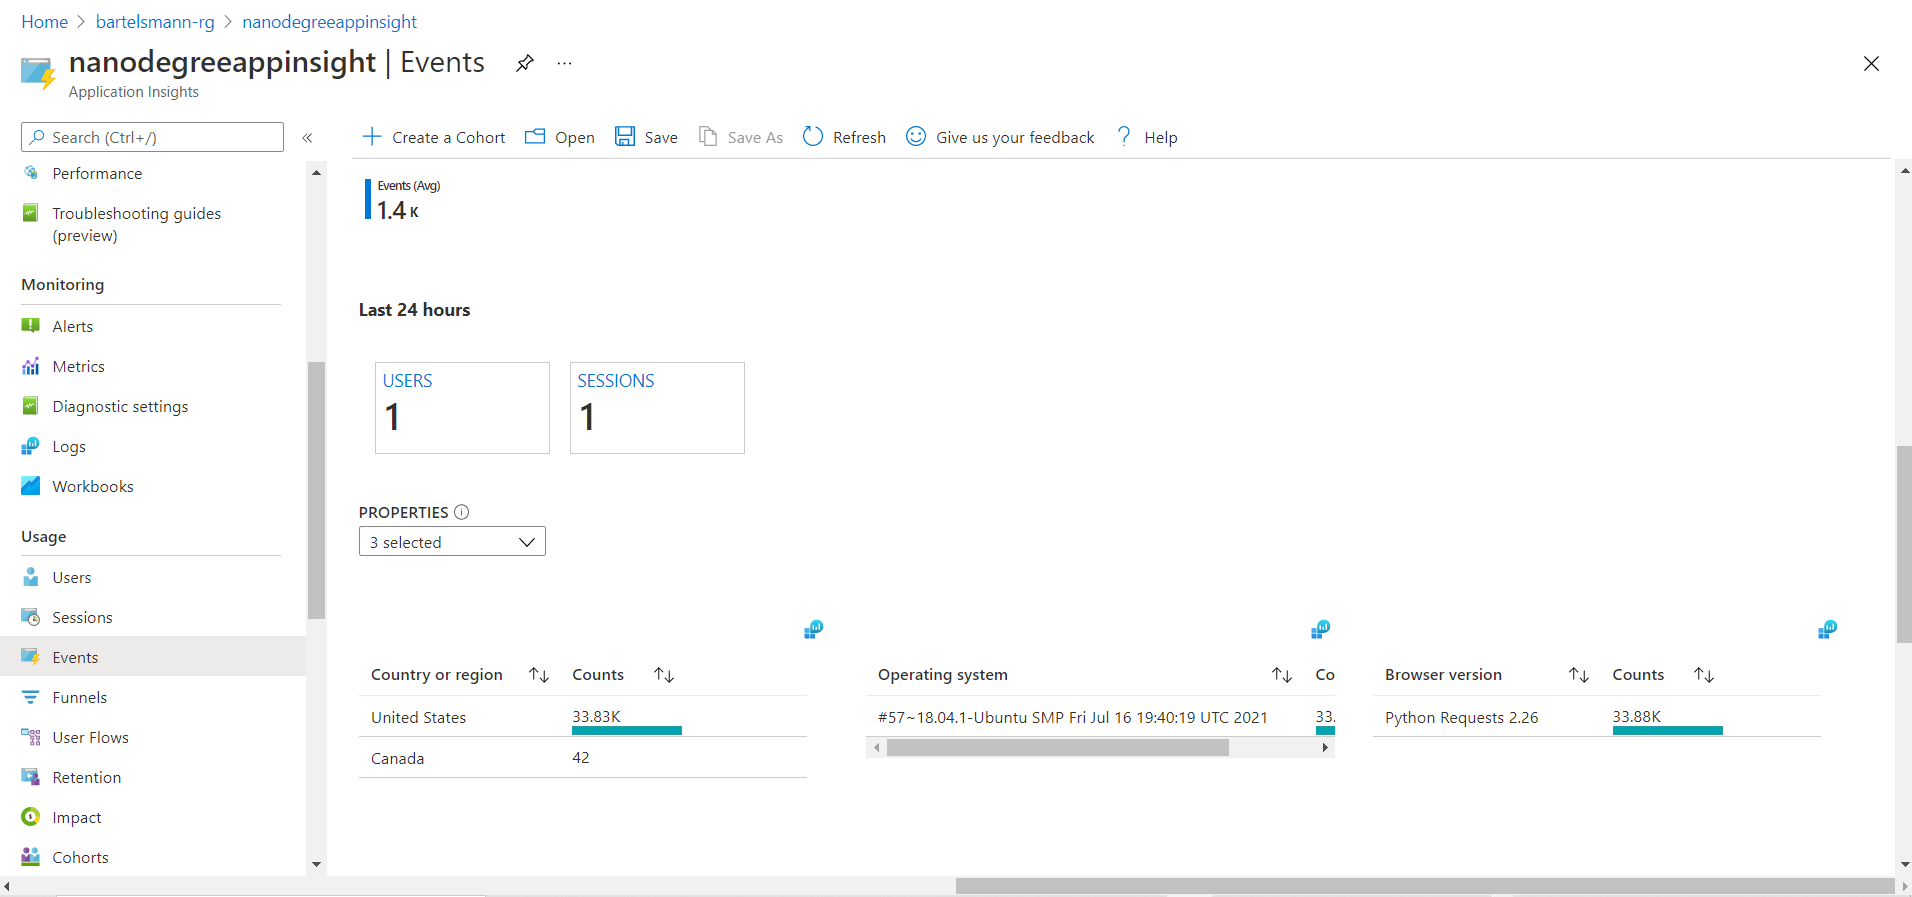 Home > bartelsmann-rg > nanodegreeappinsight
nanodegreeappinsight | Events
...
Application Insights
Search (Ctrl+/)
«
Create a Cohort
Open
Save
Save As
Refresh
Give us your feedback
? Help
Performance
Troubleshooting guides
(preview)
Monitoring
Alerts
Metrics
Diagnostic settings
Logs
Workbooks
Usage
Users
Sessions
Events
Funnels
User Flows
Retention
Impact
Cohorts
Events (Avg)
1.4 K
Last 24 hours
USERS
1
SESSIONS
1
PROPERTIES
3 selected
Country or region Counts
United States 33.83K
Canada 42
Operating system Co
#57~18.04.1-Ubuntu SMP Fri Jul 16 19:40:19 UTC 2021 33.
Browser version Counts
Python Requests 2.26 33.88K